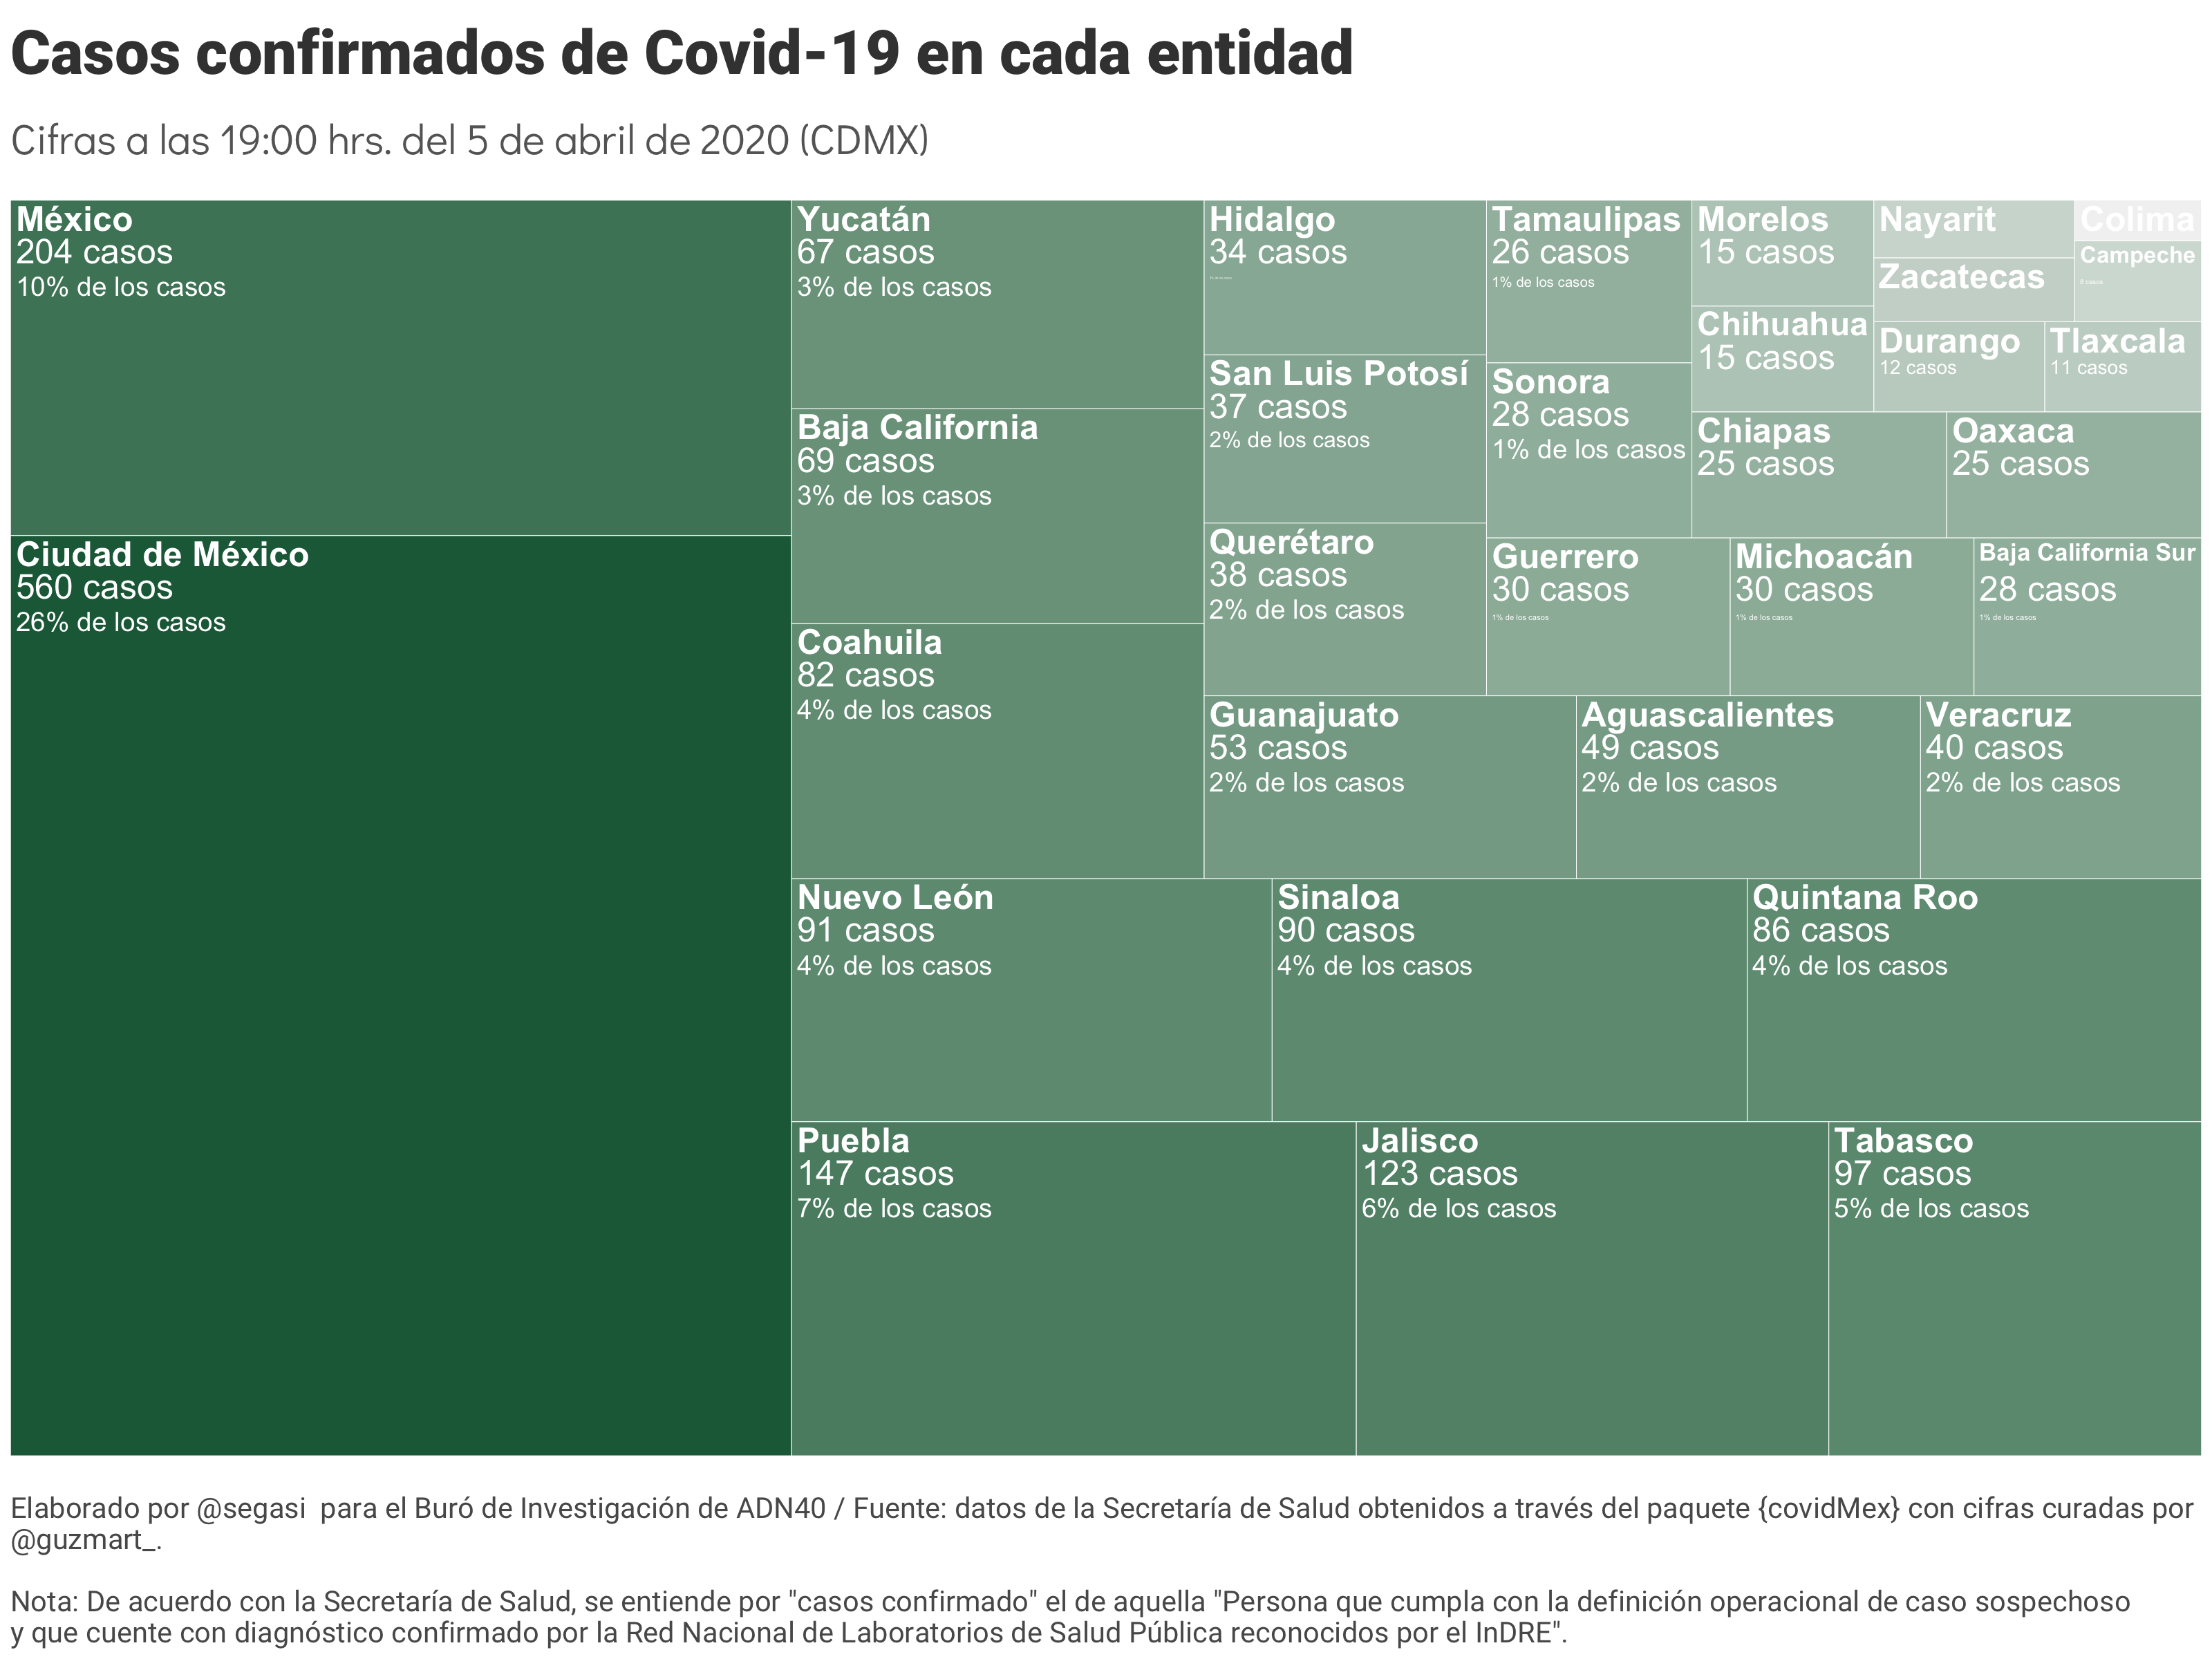 Casos confirmados de Covid-19 en cada entidad
Cifras a las 19:00 hrs. del 5 de abril de 2020 (CDMX)
México
204 casos
10% de los casos
Ciudad de México
560 casos
26% de los casos
Yucatán
67 casos
3% de los casos
Baja California
69 casos
3% de los casos
Coahuila
82 casos
4% de los casos
Nuevo León
91 casos
4% de los casos
Sinaloa
90 casos
4% de los casos
Quintana Roo
86 casos
4% de los casos
Puebla
147 casos
7% de los casos
Jalisco
123 casos
6% de los casos
Tabasco
97 casos
5% de los casos
Hidalgo
34 casos
San Luis Potosí
37 casos
2% de los casos
Querétaro
38 casos
2% de los casos
Guanajuato
53 casos
2% de los casos
Aguascalientes
49 casos
2% de los casos
Veracruz
40 casos
2% de los casos
Tamaulipas
26 casos
1% de los casos
Sonora
28 casos
1% de los casos
Guerrero
30 casos
1% de los casos
Michoacán
30 casos
1% de los casos
Baja California Sur
28 casos
1% de los casos
Morelos
15 casos
Chihuahua
15 casos
Chiapas
25 casos
Oaxaca
25 casos
Nayarit
Zacatecas
Durango
12 casos
Tlaxcala
11 casos
Colima
Campeche
casos
Elaborado por @segasi para el Buró de Investigación de ADN40 / Fuente: datos de la Secretaría de Salud obtenidos a través del paquete {covidMex} con cifras curadas por
@guzmart_.
Nota: De acuerdo con la Secretaría de Salud, se entiende por "casos confirmado" el de aquella "Persona que cumpla con la definición operacional de caso sospechoso
y que cuente con diagnóstico confirmado por la Red Nacional de Laboratorios de Salud Pública reconocidos por el InDRE".